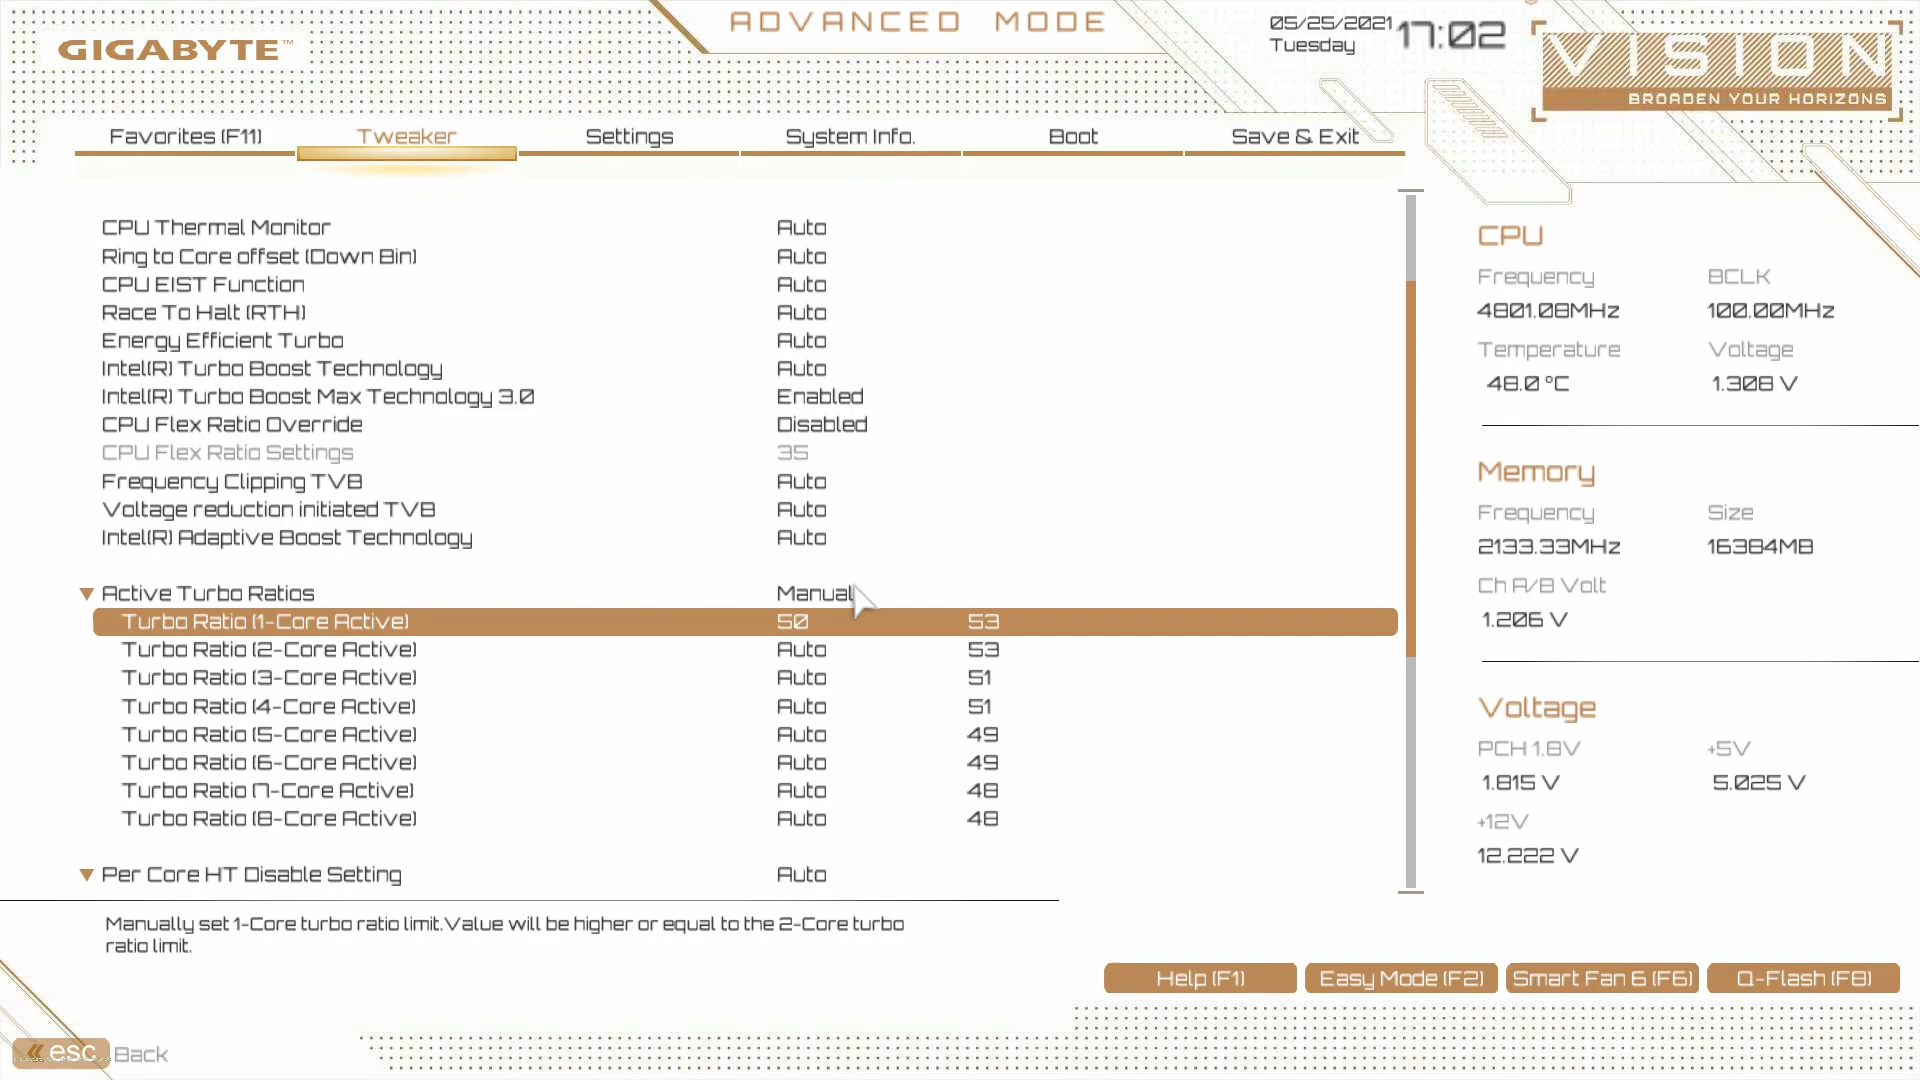 GIGABYTE™
ADVANCED MODE
05/25/2021
Tuesday
17:02
VISION
BROADEN YOUR HORIZONS
Favorites (F11)
Tweaker
Settings
System Info.
Boot
Save & Exit
CPU Thermal Monitor Auto
Ring to Core offset (Down Bin) Auto
CPU EIST Function Auto
Race To Halt (RTH) Auto
Energy Efficient Turbo Auto
Intel(R) Turbo Boost Technology Auto
Intel(R) Turbo Boost Max Technology 3.0 Enabled
CPU Flex Ratio Override Disabled
CPU Flex Ratio Settings 35
Frequency Clipping TVB Auto
Voltage reduction initiated TVB Auto
Intel(R) Adaptive Boost Technology Auto
Active Turbo Ratios Manual
Turbo Ratio (1-Core Active) 50 53
Turbo Ratio (2-Core Active) Auto 53
Turbo Ratio (3-Core Active) Auto 51
Turbo Ratio (4-Core Active) Auto 51
Turbo Ratio (5-Core Active) Auto 49
Turbo Ratio (6-Core Active) Auto 49
Turbo Ratio (7-Core Active) Auto 48
Turbo Ratio (8-Core Active) Auto 48
Per Core HT Disable Setting Auto
Manually set 1-Core turbo ratio limit.Value will be higher or equal to the 2-Core turbo
ratio limit.
CPU
Frequency BCLK
4801.08MHz 100.00MHz
Temperature Voltage
48.0 °C 1.308 V
Memory
Frequency Size
2133.33MHz 16384MB
Ch A/B Volt
1.206 V
Voltage
PCH 1.8V +5V
1.815 V 5.025 V
+12V
12.222 V
Help (F1)
Easy Mode (F2)
Smart Fan 6 (F6)
Q-Flash (F8)
esc Back